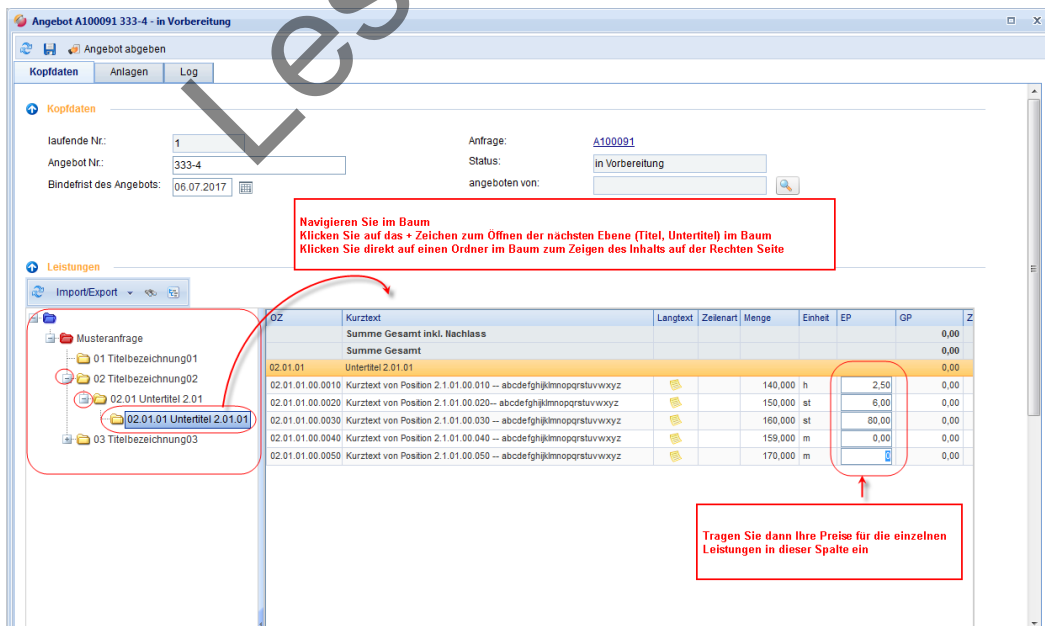 Angebot A100091 333-4 - in Vorbereitung
Angebot abgeben
Kopfdaten Anlagen Log
Kopfdaten
laufende Nr.: 1 Anfrage: A100091
Angebot Nr.: 333-4 Status: in Vorbereitung
Bindefrist des Angebots: 06.07.2017 angeboten von:
Navigieren Sie im Baum
Klicken Sie auf das + Zeichen zum Öffnen der nächsten Ebene (Titel, Untertitel) im Baum
Klicken Sie direkt auf einen Ordner im Baum zum Zeigen des Inhalts auf der Rechten Seite
Leistungen
Import/Export
Musteranfrage
01 Titelbezeichnung01
02 Titelbezeichnung02
02.01 Untertitel 2.01
02.01.01 Untertitel 2.01.01
03 Titelbezeichnung03
OZ Kurztext Langtext Zeilenart Menge Einheit EP GP Z
Summe Gesamt inkl. Nachlass 0,00
Summe Gesamt 0,00
02.01.01 Untertitel 2.01.01 0,00
02.01.01.00.0010 Kurztext von Position 2.1.01.00.010 -- abcdefghijklmnopqrstuvwxyz 140,000 h 2,50 0,00
02.01.01.00.0020 Kurztext von Position 2.1.01.00.020-- abcdefghijklmnopqrstuvwxyz 150,000 st 6,00 0,00
02.01.01.00.0030 Kurztext von Position 2.1.01.00.030 -- abcdefghijklmnopqrstuvwxyz 160,000 st 80,00 0,00
02.01.01.00.0040 Kurztext von Position 2.1.01.00.040 -- abcdefghijklmnopqrstuvwxyz 159,000 m 0,00 0,00
02.01.01.00.0050 Kurztext von Position 2.1.01.00.050 -- abcdefghijklmnopqrstuvwxyz 170,000 m 0 0,00
Tragen Sie dann Ihre Preise für die einzelnen
Leistungen in dieser Spalte ein
Les